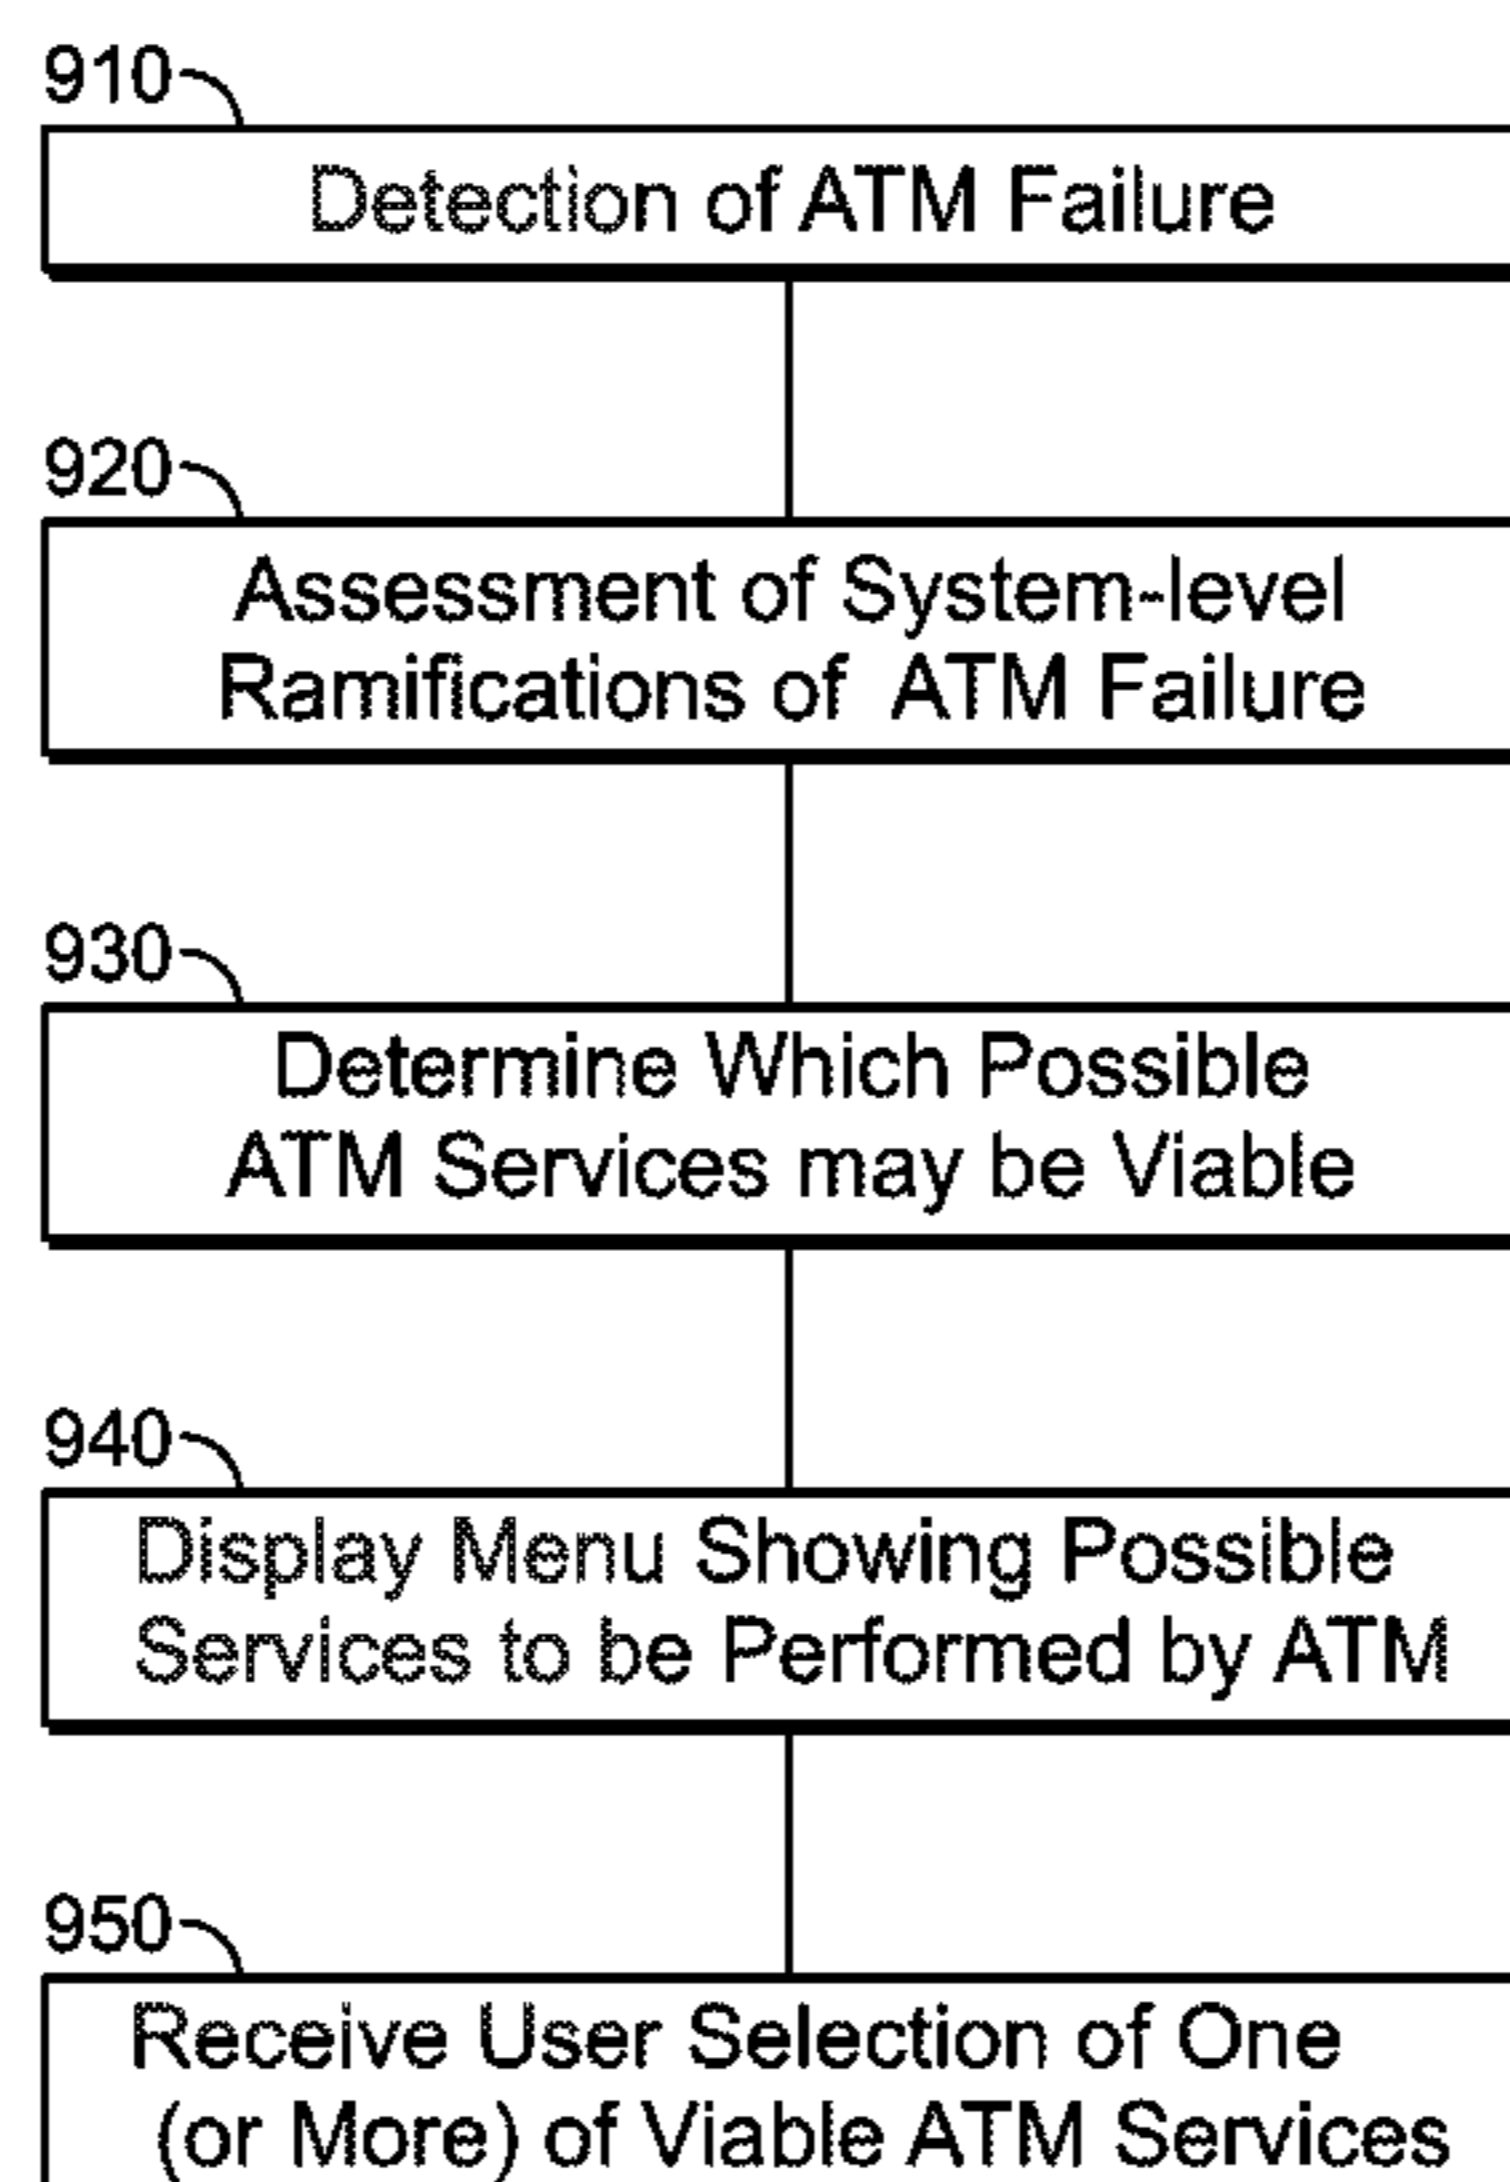 910
Detection of ATM Failure
920
Assessment of System-level
Ramifications of ATM Failure
930
Determine Which Possible
ATM Services may be Viable
940
Display Menu Showing Possible
Services to be Performed by ATM
950
Receive User Selection of One
(or More) of Viable ATM Services